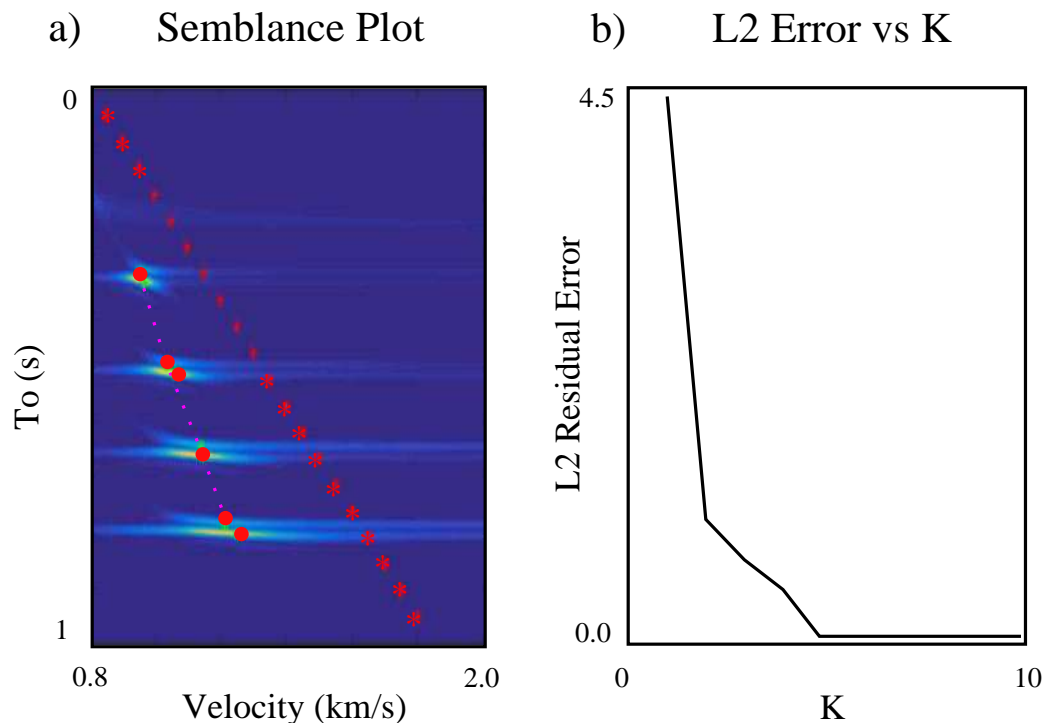 a) Semblance Plot
0
To (s)
1
0.8
2.0
Velocity (km/s)
b) L2 Error vs K
4.5
L2 Residual Error
0.0
0
10
K